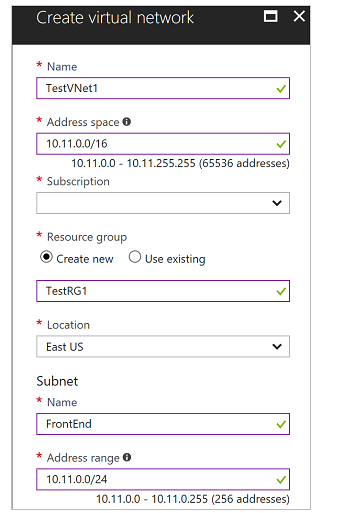 Create virtual network
* Name
TestVNet1
* Address space
10.11.0.0/16
10.11.0.0 - 10.11.255.255 (65536 addresses)
* Subscription
* Resource group
Create new Use existing
TestRG1
* Location
East US
Subnet
* Name
FrontEnd
* Address range
10.11.0.0/24
10.11.0.0 - 10.11.0.255 (256 addresses)